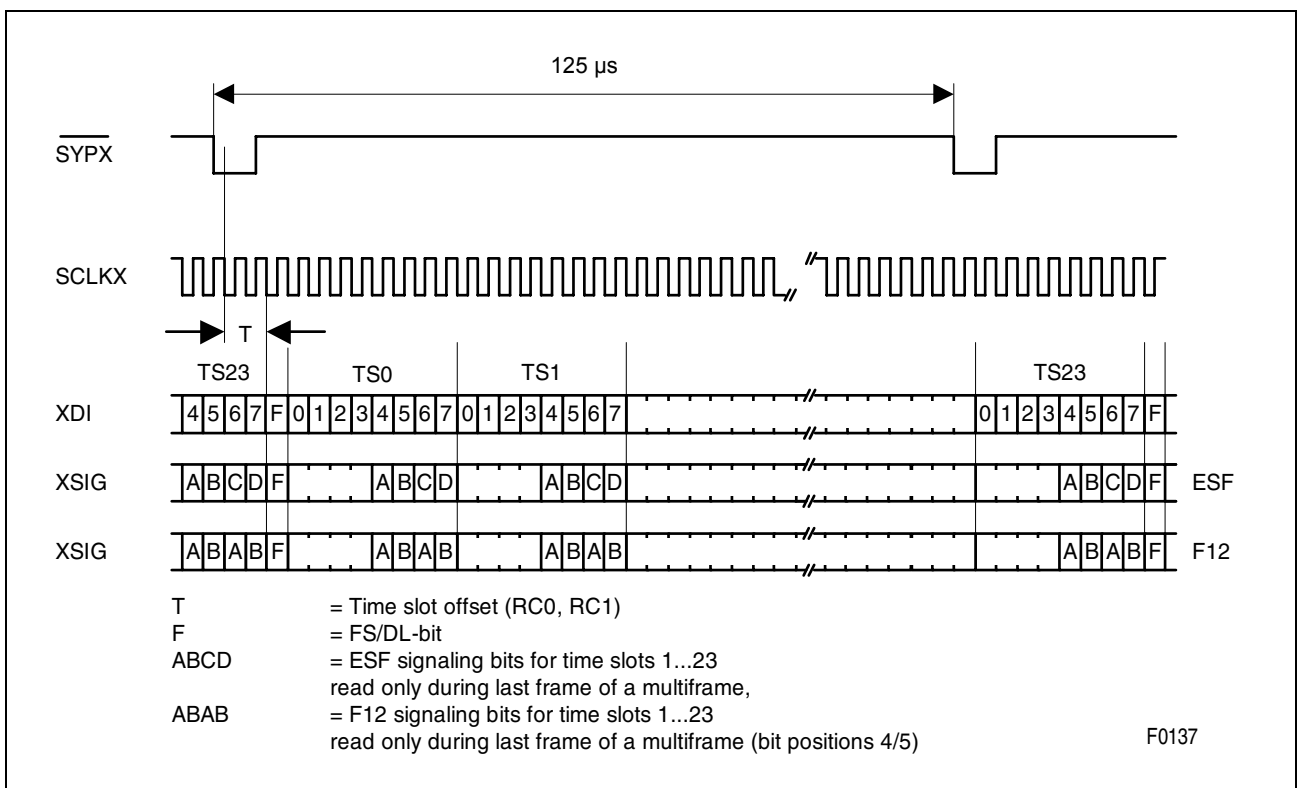 125 µs
SYPX
SCLKX
T
TS23 TS0 TS1 TS23
XDI 4 5 6 7 F 0 1 2 3 4 5 6 7 0 1 2 3 4 5 6 7 0 1 2 3 4 5 6 7 F
XSIG A B C D F A B C D A B C D A B C D F ESF
XSIG A B A B F A B A B A B A B A B A B F F12
T = Time slot offset (RC0, RC1)
F = FS/DL-bit
ABCD = ESF signaling bits for time slots 1...23
read only during last frame of a multiframe,
ABAB = F12 signaling bits for time slots 1...23
read only during last frame of a multiframe (bit positions 4/5)
F0137